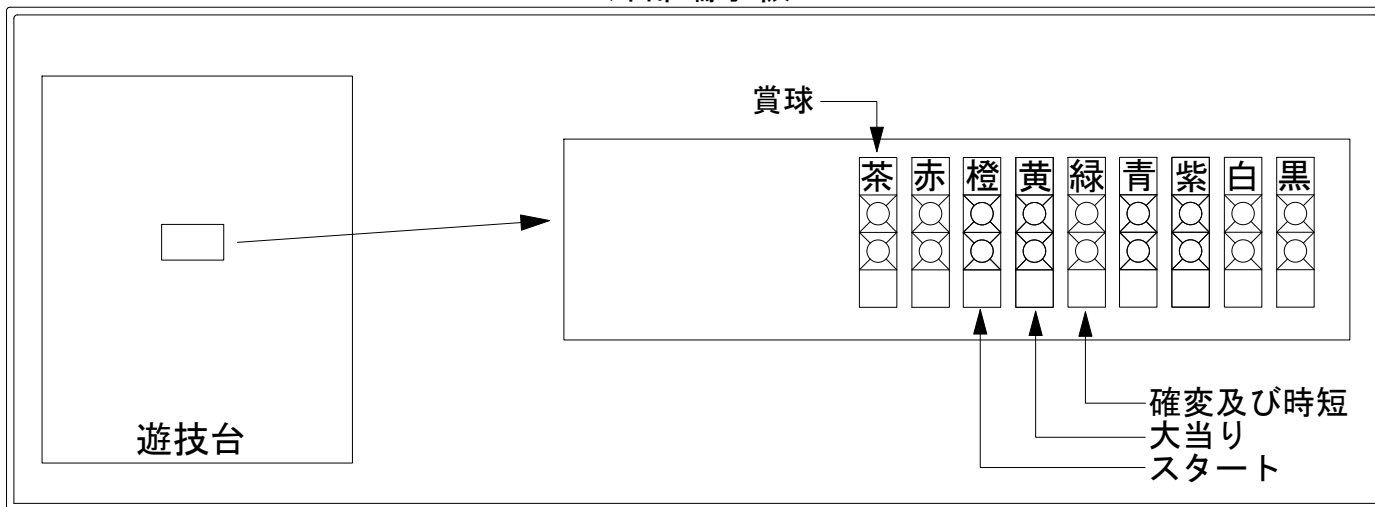 賞球
茶 赤 橙 黄 緑 青 紫 白 黒
確変及び時短
大当り
スタート
遊技台